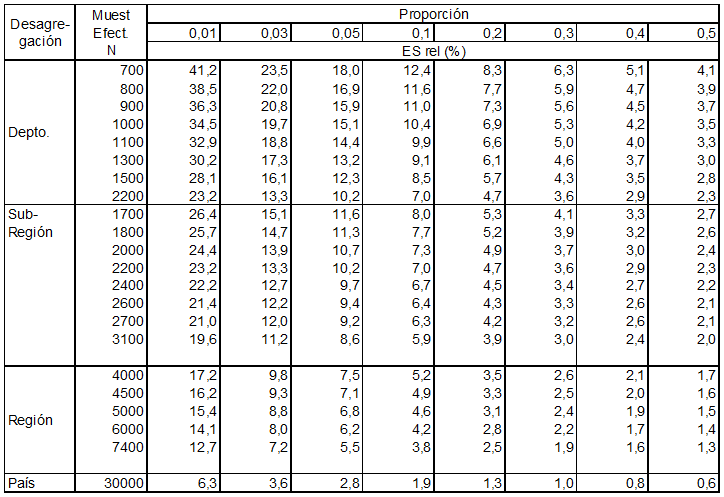 Desagre-
gación
Muest
Efect.
N
Proporción
0,01 0,03 0,05 0,1 0,2 0,3 0,4 0,5
ES rel (%)
Depto.
700 41,2 23,5 18,0 12,4 8,3 6,3 5,1 4,1
800 38,5 22,0 16,9 11,6 7,7 5,9 4,7 3,9
900 36,3 20,8 15,9 11,0 7,3 5,6 4,5 3,7
1000 34,5 19,7 15,1 10,4 6,9 5,3 4,2 3,5
1100 32,9 18,8 14,4 9,9 6,6 5,0 4,0 3,3
1300 30,2 17,3 13,2 9,1 6,1 4,6 3,7 3,0
1500 28,1 16,1 12,3 8,5 5,7 4,3 3,5 2,8
2200 23,2 13,3 10,2 7,0 4,7 3,6 2,9 2,3
Sub-
Región
1700 26,4 15,1 11,6 8,0 5,3 4,1 3,3 2,7
1800 25,7 14,7 11,3 7,7 5,2 3,9 3,2 2,6
2000 24,4 13,9 10,7 7,3 4,9 3,7 3,0 2,4
2200 23,2 13,3 10,2 7,0 4,7 3,6 2,9 2,3
2400 22,2 12,7 9,7 6,7 4,5 3,4 2,7 2,2
2600 21,4 12,2 9,4 6,4 4,3 3,3 2,6 2,1
2700 21,0 12,0 9,2 6,3 4,2 3,2 2,6 2,1
3100 19,6 11,2 8,6 5,9 3,9 3,0 2,4 2,0
Región
4000 17,2 9,8 7,5 5,2 3,5 2,6 2,1 1,7
4500 16,2 9,3 7,1 4,9 3,3 2,5 2,0 1,6
5000 15,4 8,8 6,8 4,6 3,1 2,4 1,9 1,5
6000 14,1 8,0 6,2 4,2 2,8 2,2 1,7 1,4
7400 12,7 7,2 5,5 3,8 2,5 1,9 1,6 1,3
País 30000 6,3 3,6 2,8 1,9 1,3 1,0 0,8 0,6